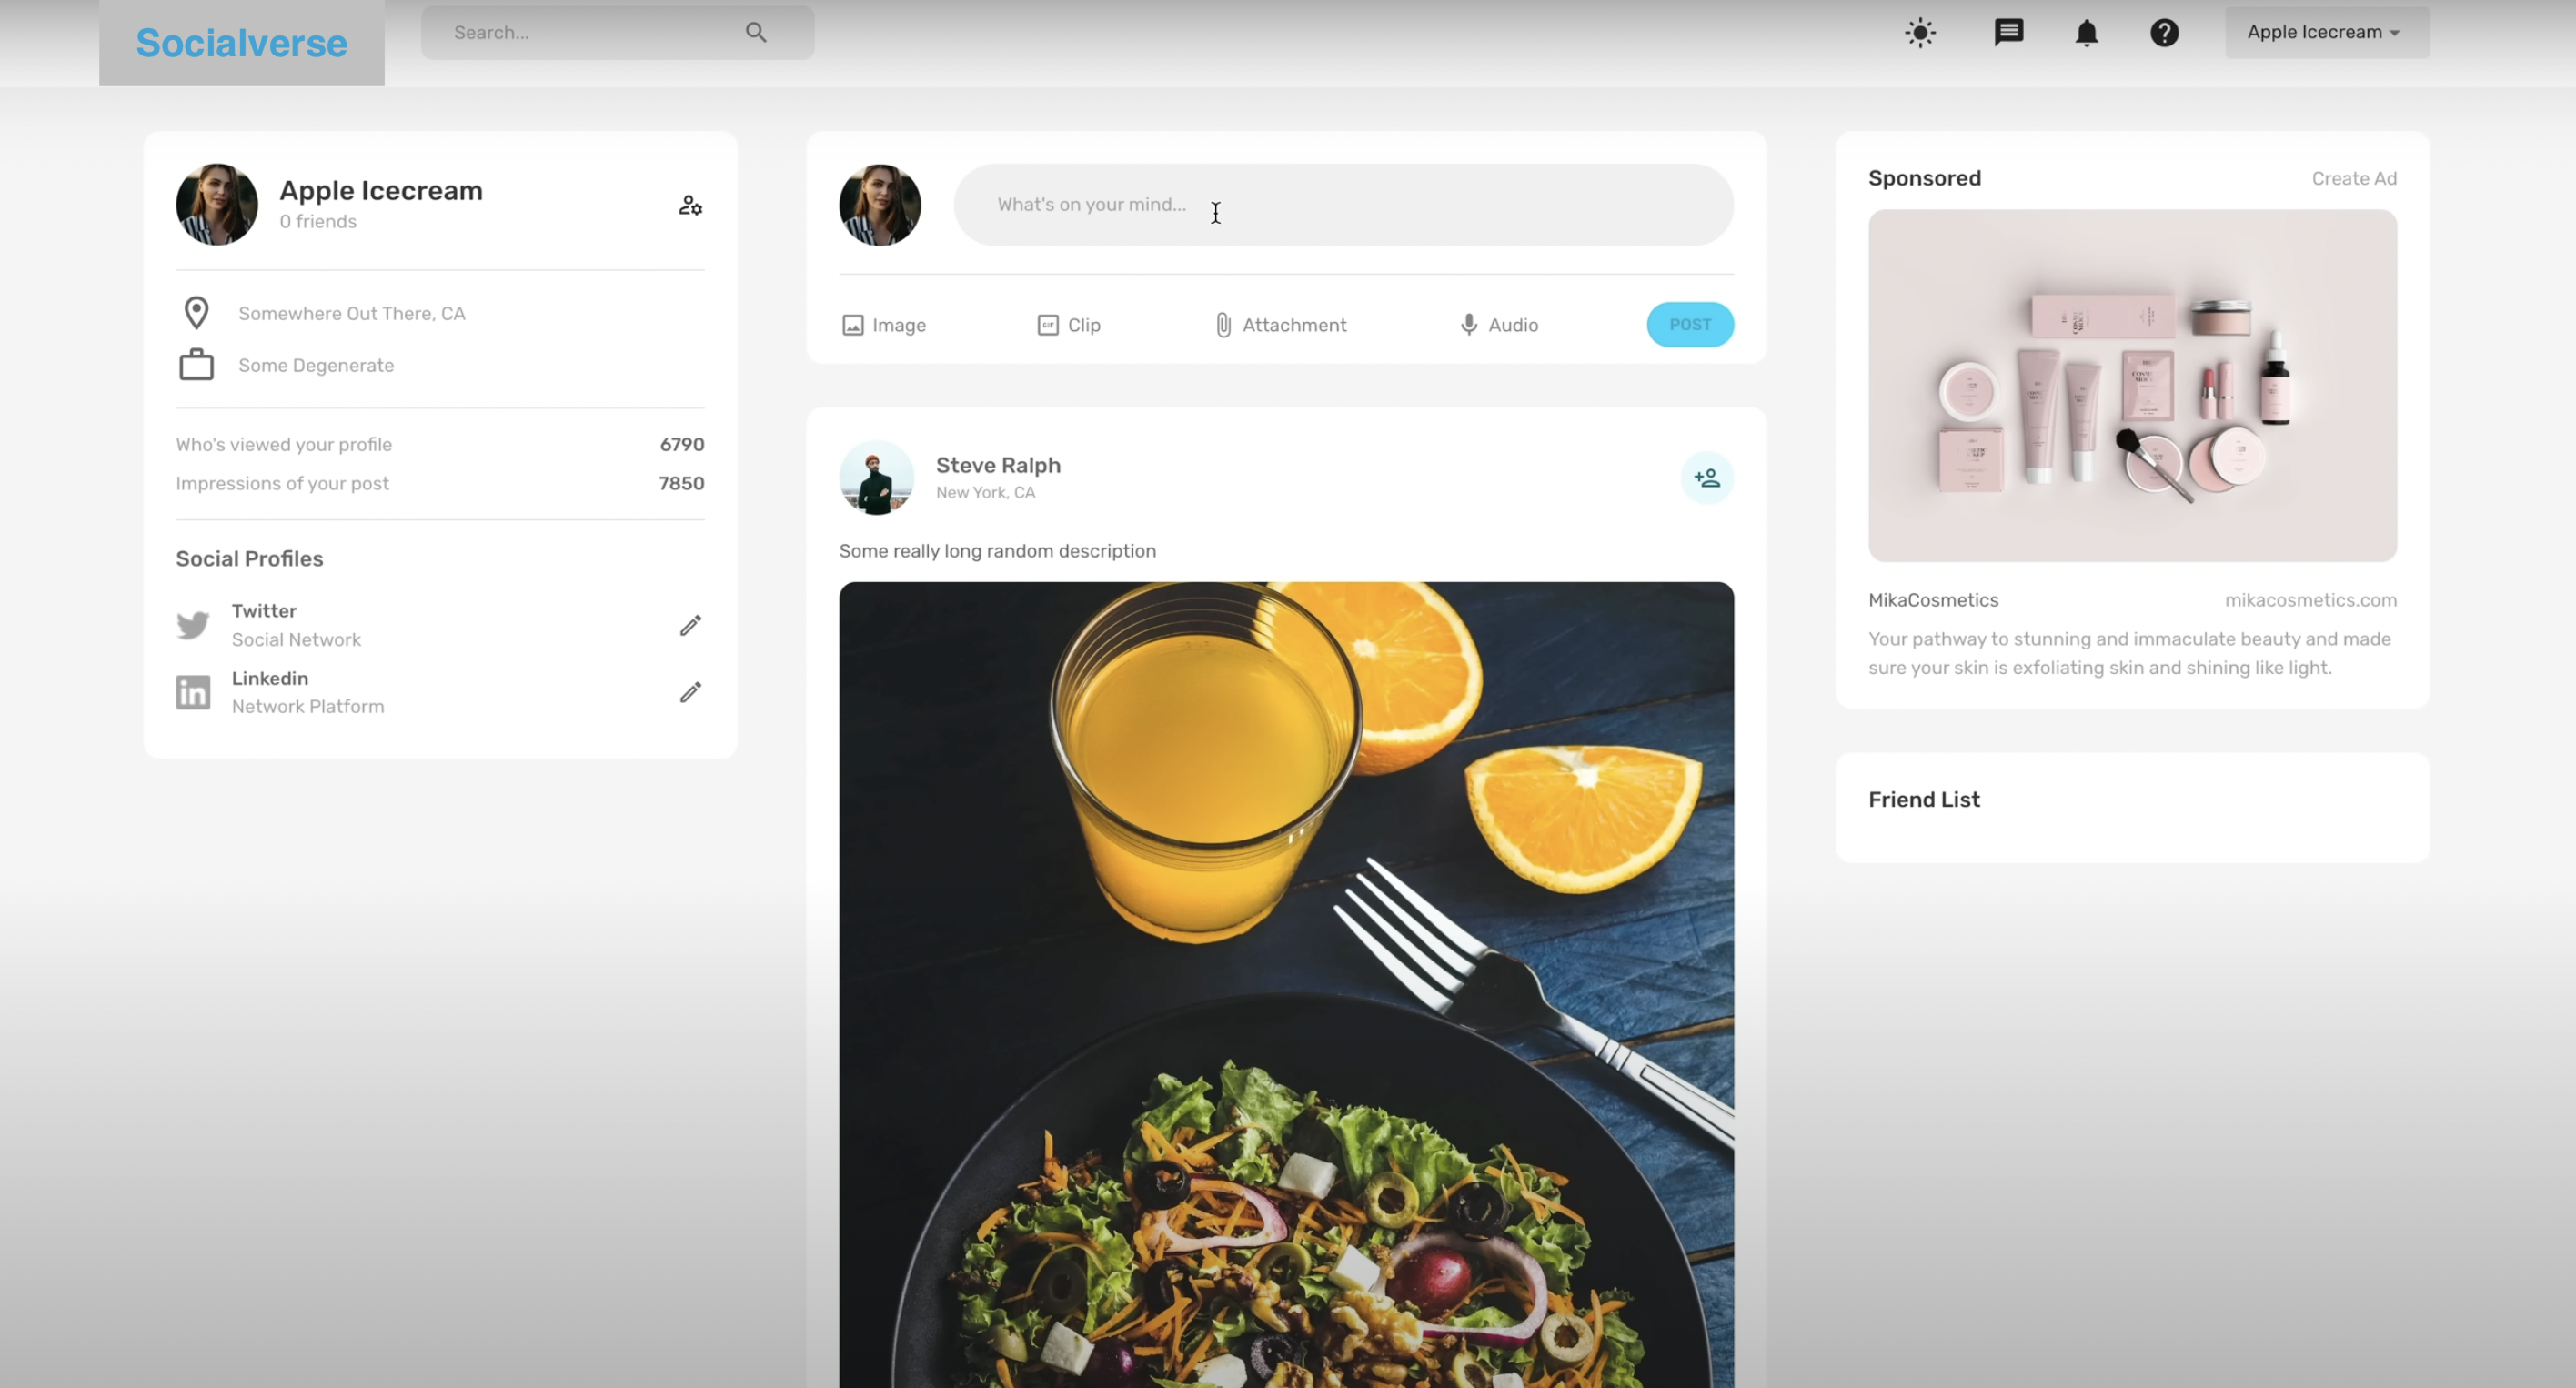 Socialverse
Search...
Apple Icecream
Apple Icecream
0 friends
Somewhere Out There, CA
Some Degenerate
Who's viewed your profile 6790
Impressions of your post 7850
Social Profiles
Twitter
Social Network
Linkedin
Network Platform
What's on your mind...
Image GIF Clip Attachment Audio POST
Steve Ralph
New York, CA
Some really long random description
Sponsored Create Ad
MikaCosmetics mikacosmetics.com
Your pathway to stunning and immaculate beauty and made
sure your skin is exfoliating skin and shining like light.
Friend List